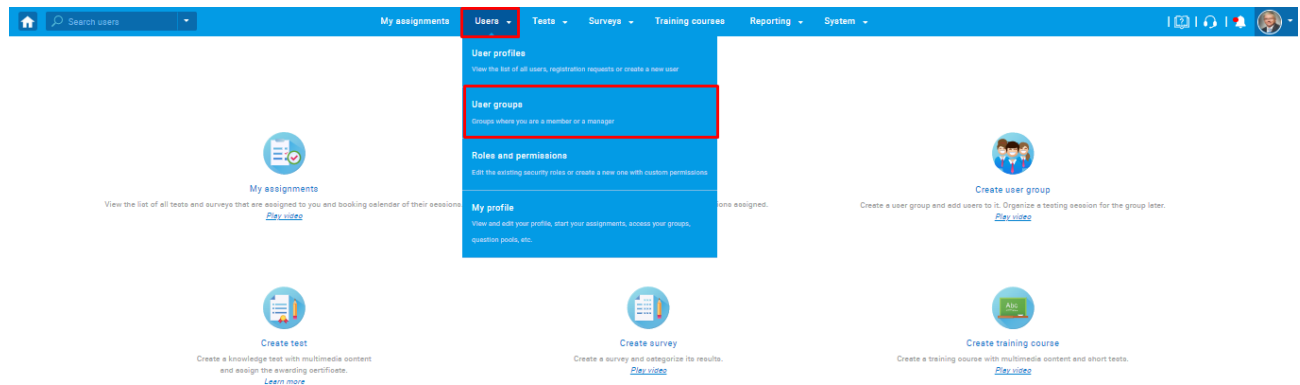 Search users
My assignments
Users
Tests
Surveys
Training courses
Reporting
System
User profiles
View the list of all users, registration requests or create a new user
User groups
Groups where you are a member or a manager
Roles and permissions
Edit the existing security roles or create a new one with custom permissions
My profile
View and edit your profile, start your assignments, access your groups,
question pools, etc.
My assignments
View the list of all tests and surveys that are assigned to you and booking calendar of their sessions
Play video
ions assigned.
Create user group
Create a user group and add users to it. Organize a testing session for the group later.
Play video
Create test
Create a knowledge test with multimedia content
and assign the awarding certificate.
Learn more
Create survey
Create a survey and categorize its results.
Play video
Abc
Create training course
Create a training course with multimedia content and short tests.
Play video